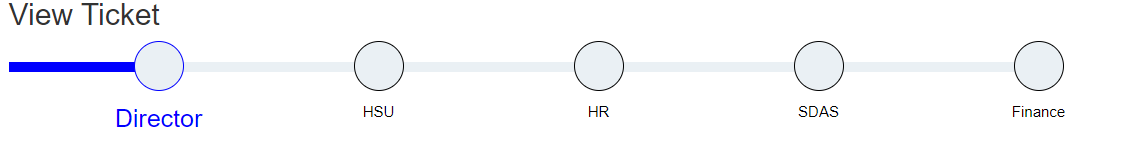 View Ticket
Director HSU HR SDAS Finance